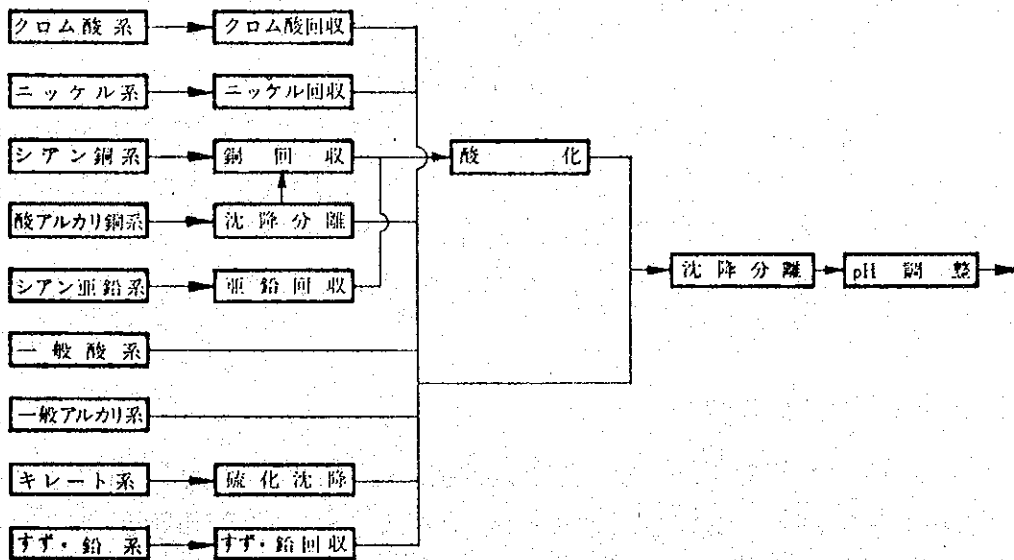 クロム酸系
クロム酸回収
ニッケル系
ニッケル回収
シアン銅系
銅回収
酸化
酸アルカリ銅系
沈降分離
シアン亜鉛系
亜鉛回収
沈降分離
pH調整
一般酸系
一般アルカリ系
キレート系
硫化沈降
すず・鉛系
すず・鉛回収